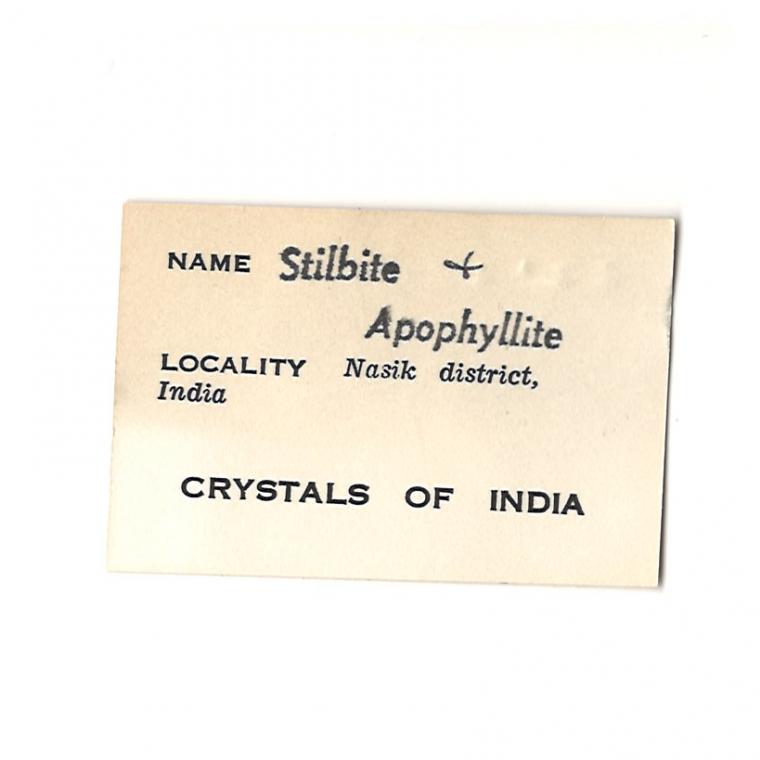 NAME Stilbite +
Apophyllite
LOCALITY Nasik district,
India
CRYSTALS OF INDIA